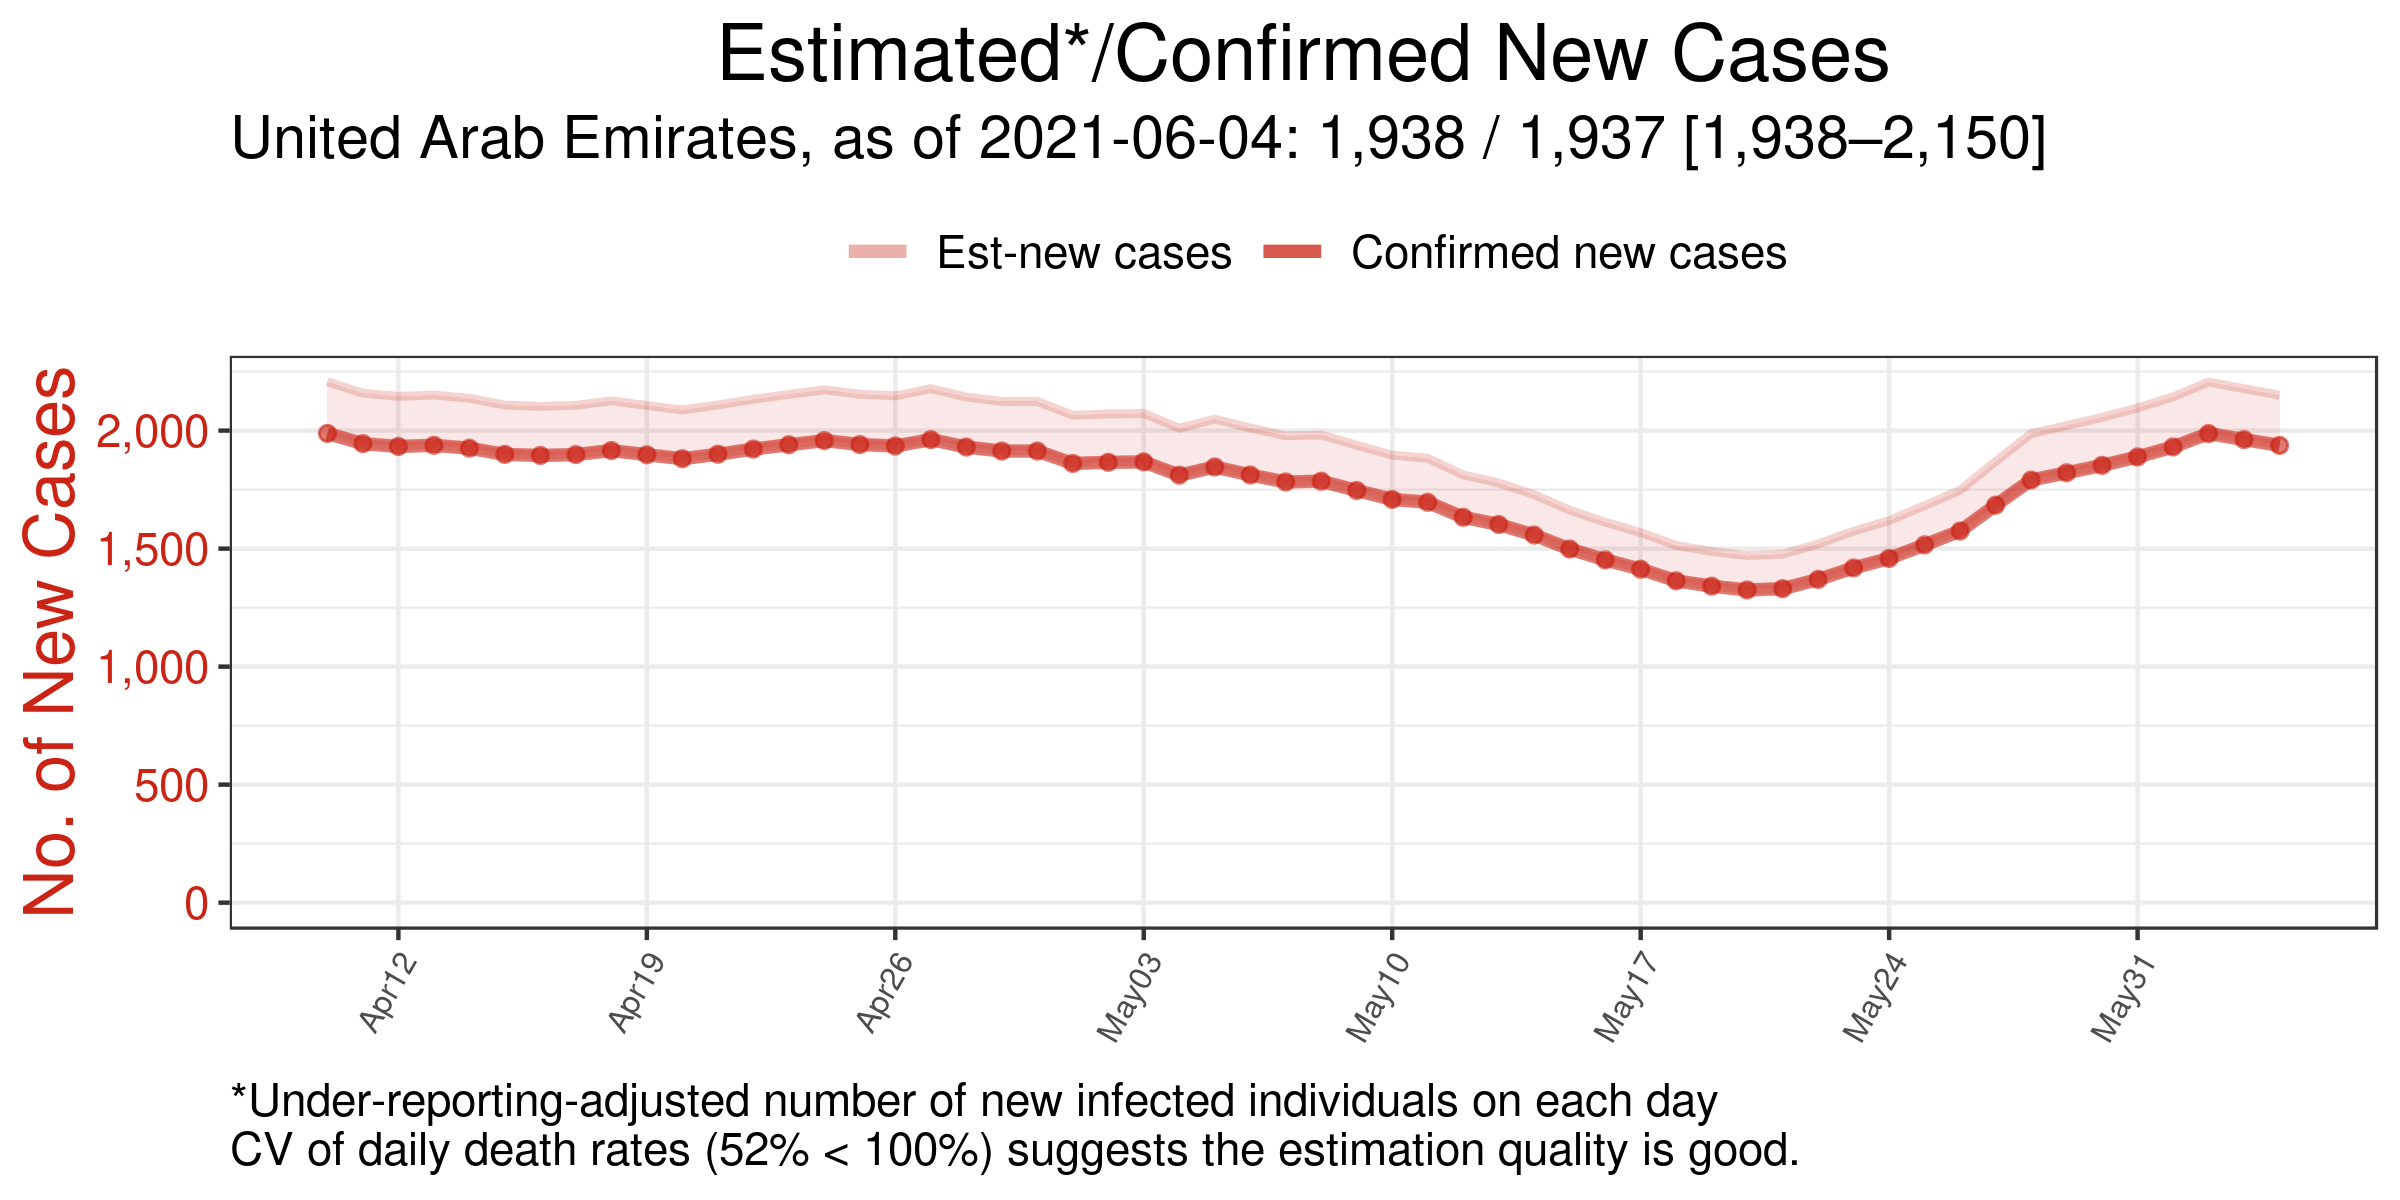 Estimated*/Confirmed New Cases
United Arab Emirates, as of 2021-06-04: 1,938 / 1,937 [1,938–2,150]
Est-new cases
Confirmed new cases
No. of New Cases
2,000
1,500
1,000
500
0
Apr12
Apr19
Apr26
May03
May10
May17
May24
May31
*Under-reporting-adjusted number of new infected individuals on each day
CV of daily death rates (52% < 100%) suggests the estimation quality is good.